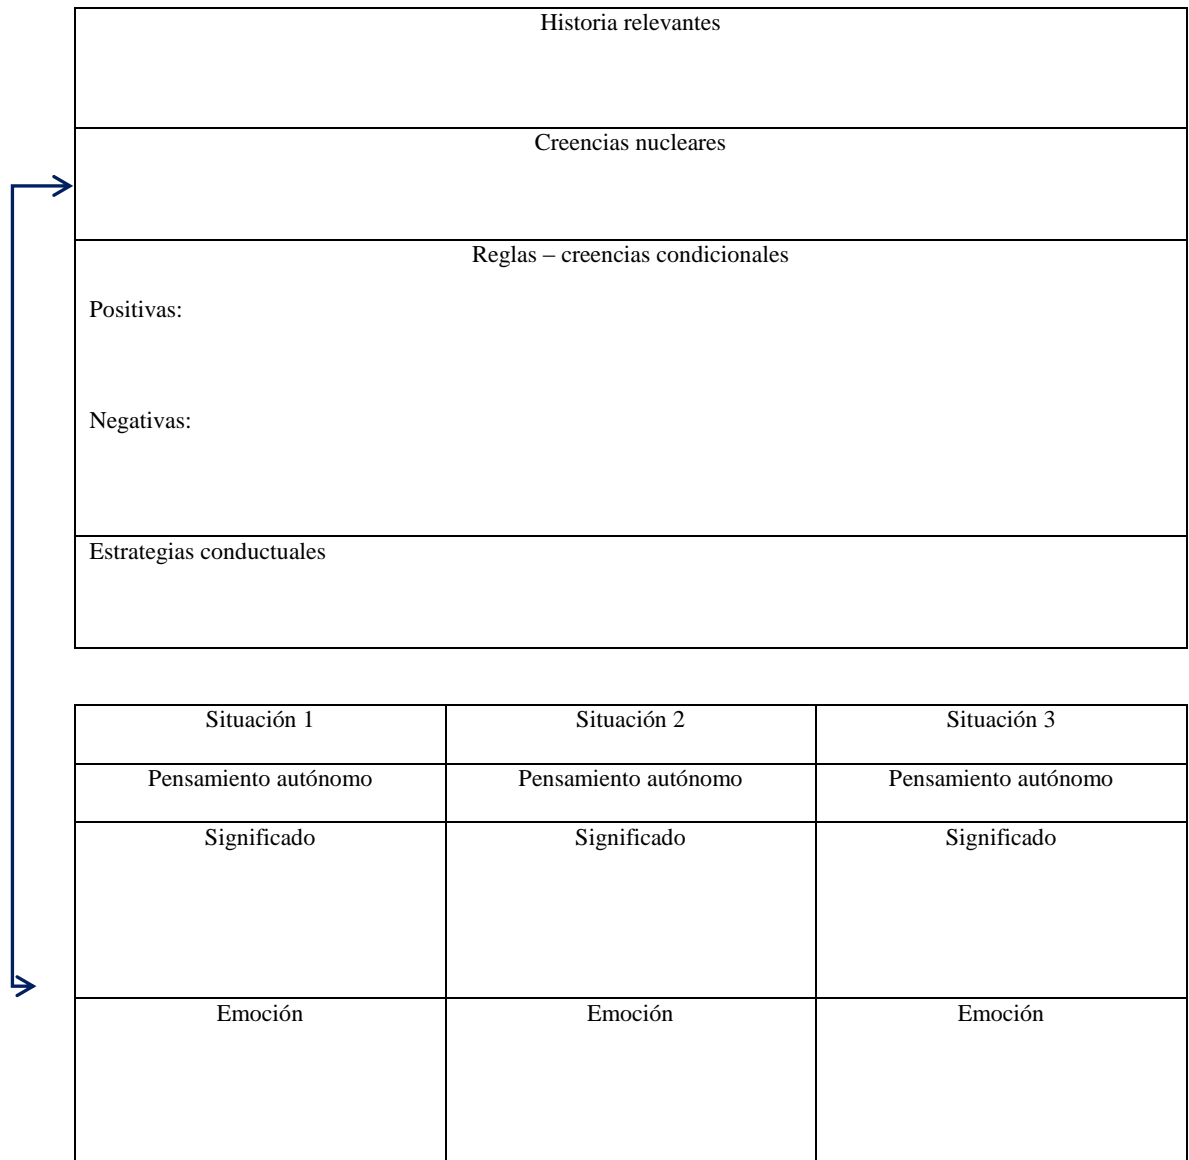 Historia relevantes
Creencias nucleares
Reglas – creencias condicionales
Positivas:
Negativas:
Estrategias conductuales
Situación 1 Situación 2 Situación 3
Pensamiento autónomo Pensamiento autónomo Pensamiento autónomo
Significado Significado Significado
Emoción Emoción Emoción